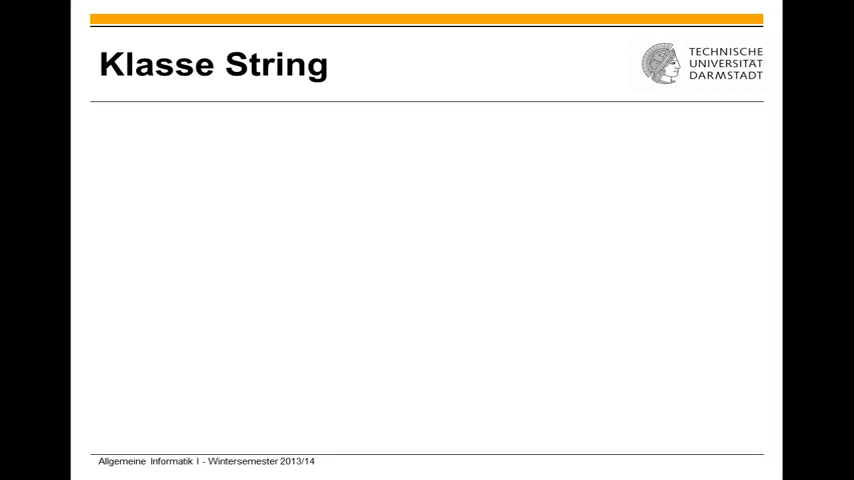 Klasse String
TECHNISCHE
UNIVERSITÄT
DARMSTADT
Allgemeine Informatik I - Wintersemester 2013/14